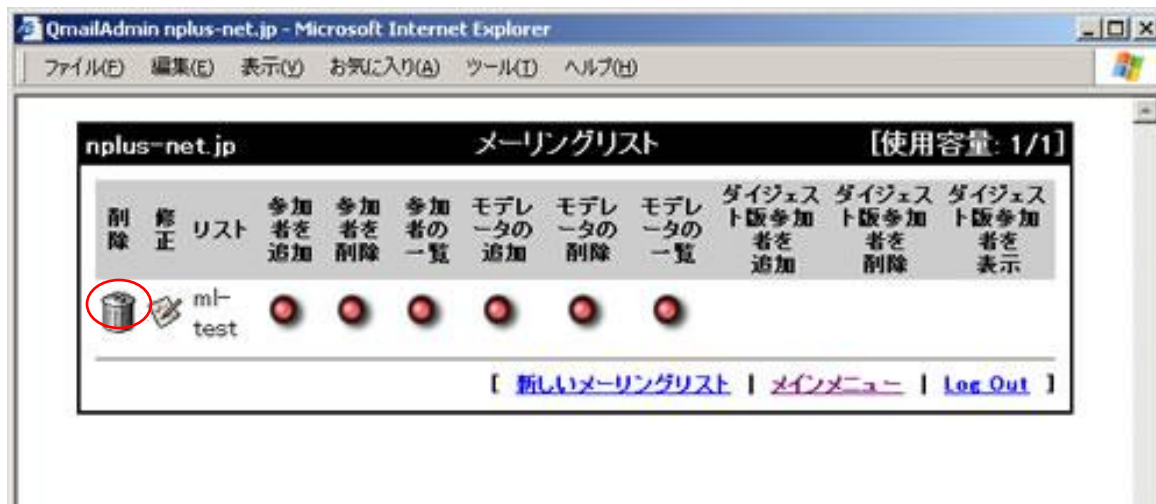 QmailAdmin nplus-net.jp - Microsoft Internet Explorer
ファイル(F) 編集(E) 表示(V) お気に入り(A) ツール(T) ヘルプ(H)
nplus-net.jp メーリングリスト [使用容量: 1/1]
削除 修正 リスト 参加者を追加 参加者を削除 参加者の一覧 モデレータの追加 モデレータの削除 モデレータの一覧 ダイジェスト版参加者を追加 ダイジェスト版参加者を削除 ダイジェスト版参加者を表示
ml-
test
[ 新しいメーリングリスト | メインメニュー | Log Out ]